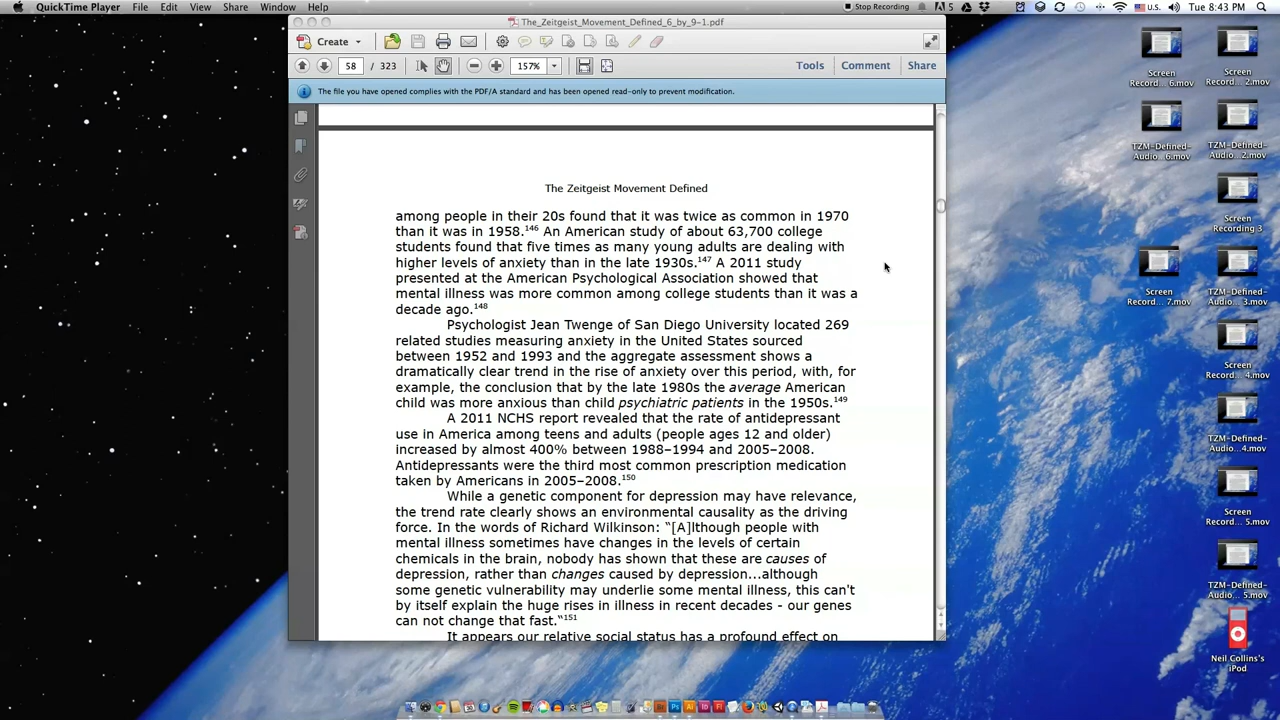 QuickTime Player File Edit View Share Window Help Stop Recording 5 U.S. Tue 8:43 PM
The_Zeitgeist_Movement_Defined_6_by_9-1.pdf
Create
58 / 323 157% Tools Comment Share
The file you have opened complies with the PDF/A standard and has been opened read-only to prevent modification.
The Zeitgeist Movement Defined
among people in their 20s found that it was twice as common in 1970
than it was in 1958.146 An American study of about 63,700 college
students found that five times as many young adults are dealing with
higher levels of anxiety than in the late 1930s.147 A 2011 study
presented at the American Psychological Association showed that
mental illness was more common among college students than it was a
decade ago.148
Psychologist Jean Twenge of San Diego University located 269
related studies measuring anxiety in the United States sourced
between 1952 and 1993 and the aggregate assessment shows a
dramatically clear trend in the rise of anxiety over this period, with, for
example, the conclusion that by the late 1980s the average American
child was more anxious than child psychiatric patients in the 1950s.149
A 2011 NCHS report revealed that the rate of antidepressant
use in America among teens and adults (people ages 12 and older)
increased by almost 400% between 1988–1994 and 2005–2008.
Antidepressants were the third most common prescription medication
taken by Americans in 2005–2008.150
While a genetic component for depression may have relevance,
the trend rate clearly shows an environmental causality as the driving
force. In the words of Richard Wilkinson: “[A]lthough people with
mental illness sometimes have changes in the levels of certain
chemicals in the brain, nobody has shown that these are causes of
depression, rather than changes caused by depression...although
some genetic vulnerability may underlie some mental illness, this can't
by itself explain the huge rises in illness in recent decades - our genes
can not change that fast.“151
It appears our relative social status has a profound effect on
Screen
Record... 6.mov
Screen
Record... 2.mov
TZM-Defined-
Audio... 6.mov
TZM-Defined-
Audio...2.mov
Screen
Recording 3
Screen
Record... 7.mov
TZM-Defined-
Audio...3.mov
Screen
Record...4.mov
TZM-Defined-
Audio...4.mov
Screen
Record...5.mov
TZM-Defined-
Audio...5.mov
Neil Collins's
iPod